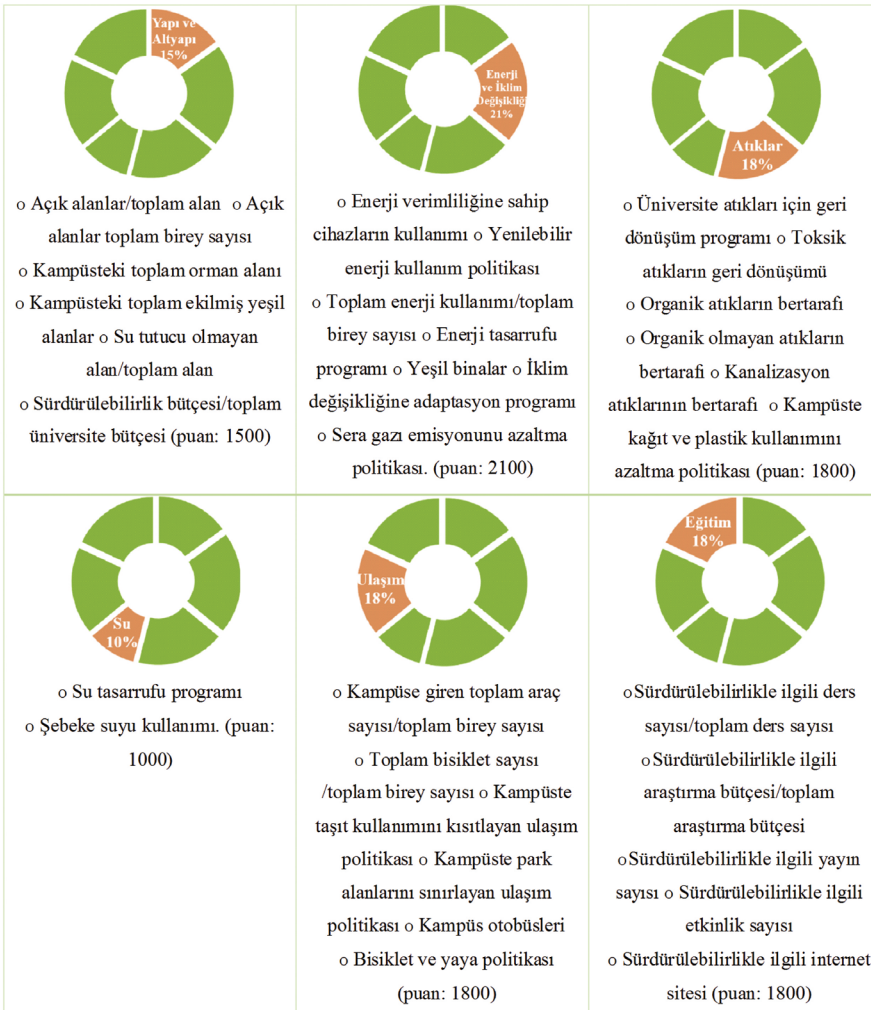 Yapı ve
Altyapı
15%
o Açık alanlar/toplam alan o Açık
alanlar toplam birey sayısı
o Kampüsteki toplam orman alanı
o Kampüsteki toplam ekilmiş yeşil
alanlar o Su tutucu olmayan
alan/toplam alan
o Sürdürülebilirlik bütçesi/toplam
üniversite bütçesi (puan: 1500)
Enerji
ve İklim
Değişikliği
21%
o Enerji verimliliğine sahip
cihazların kullanımı o Yenilebilir
enerji kullanım politikası
o Toplam enerji kullanımı/toplam
birey sayısı o Enerji tasarrufu
programı o Yeşil binalar o İklim
değişikliğine adaptasyon programı
o Sera gazı emisyonunu azaltma
politikası. (puan: 2100)
Atıklar
18%
o Üniversite atıkları için geri
dönüşüm programı o Toksik
atıkların geri dönüşümü
o Organik atıkların bertarafı
o Organik olmayan atıkların
bertarafi o Kanalizasyon
atıklarının bertarafı o Kampüste
kağıt ve plastik kullanımını
azaltma politikası (puan: 1800)
Su
10%
o Su tasarrufu programı
o Şebeke suyu kullanımı. (puan:
1000)
Ulaşım
18%
o Kampüse giren toplam araç
sayısı/toplam birey sayısı
o Toplam bisiklet sayısı
/toplam birey sayısı o Kampüste
taşıt kullanımını kısıtlayan ulaşım
politikası o Kampüste park
alanlarını sınırlayan ulaşım
politikası o Kampüs otobüsleri
o Bisiklet ve yaya politikası
(puan: 1800)
Eğitim
18%
o Sürdürülebilirlikle ilgili ders
sayısı/toplam ders sayısı
o Sürdürülebilirlikle ilgili
araştırma bütçesi/toplam
araştırma bütçesi
o Sürdürülebilirlikle ilgili yayın
sayısı o Sürdürülebilirlikle ilgili
etkinlik sayısı
o Sürdürülebilirlikle ilgili internet
sitesi (puan: 1800)